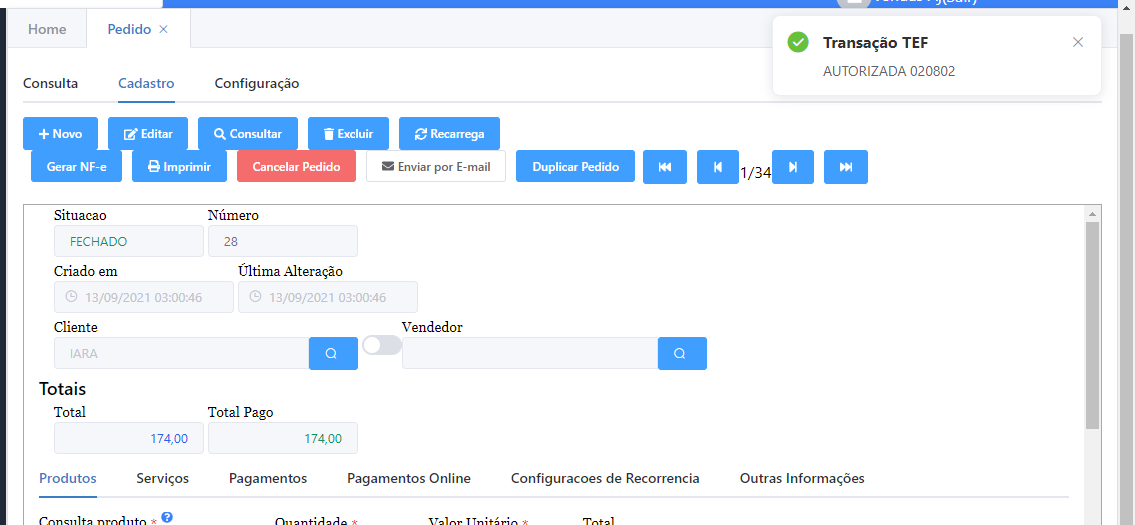 Home
Pedido
Transação TEF
AUTORIZADA 020802
Consulta
Cadastro
Configuração
Novo
Editar
Consultar
Excluír
Recarrega
Gerar NF-e
Imprimir
Cancelar Pedido
Enviar por E-mail
Duplicar Pedido
1/34
Situacao
Número
FECHADO
28
Criado em
Última Alteração
13/09/2021 03:00:46
13/09/2021 03:00:46
Cliente
Vendedor
IARA
Totais
Total
Total Pago
174,00
174,00
Produtos
Serviços
Pagamentos
Pagamentos Online
Configuracoes de Recorrencia
Outras Informações
Consulta produto *
Quantidade *
Valor Unitário *
Total